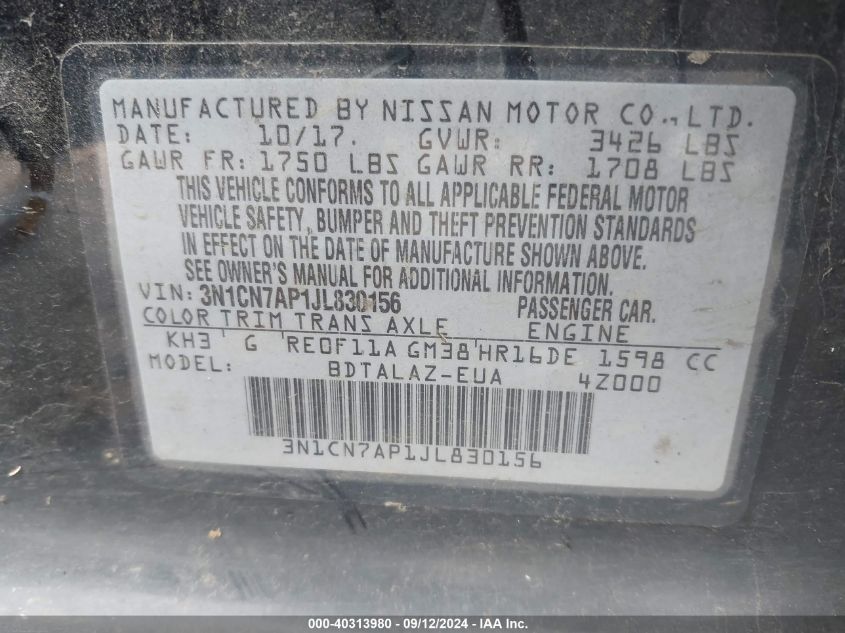 MANUFACTURED BY NISSAN MOTOR CO., LTD.
DATE: 10/17. GVWR: 3426 LBS
GAWR FR: 1750 LBS GAWR RR: 1708 LBS
THIS VEHICLE CONFORMS TO ALL APPLICABLE FEDERAL MOTOR
VEHICLE SAFETY, BUMPER AND THEFT PREVENTION STANDARDS
IN EFFECT ON THE DATE OF MANUFACTURE SHOWN ABOVE.
SEE OWNER'S MANUAL FOR ADDITIONAL INFORMATION.
VIN: 3N1CN7AP1JL830156 PASSENGER CAR.
COLOR TRIM TRANS AXLE ENGINE
KH3 G 'RE0F11A GM38'HR16DE 1598 CC
MODEL: BDTALAZ-EUA 4Z000
3N1CN7AP1JL830156
000-40313980 - 09/12/2024 - IAA Inc.